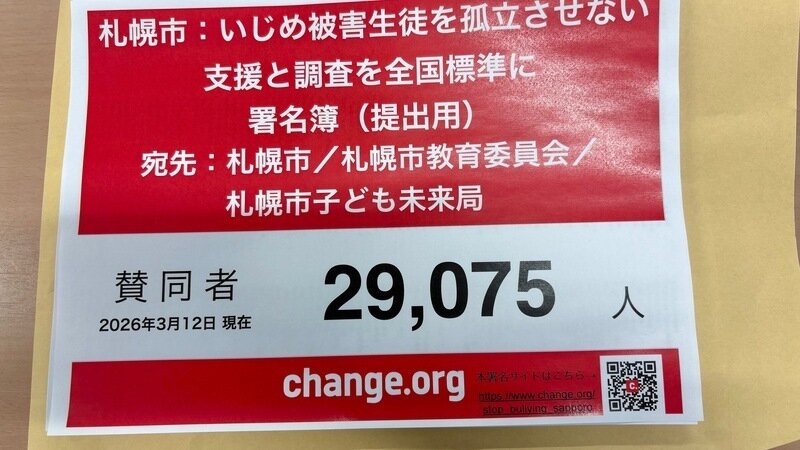 札幌市：いじめ被害生徒を孤立させない
支援と調査を全国標準に
署名簿（提出用）
宛先：札幌市／札幌市教育委員会／
札幌市子ども未来局
賛同者 29,075 人
2026年3月12日 現在
change.org
本署名サイトはこちら→
https://www.change.org/
stop_buliying_sapporo
C.